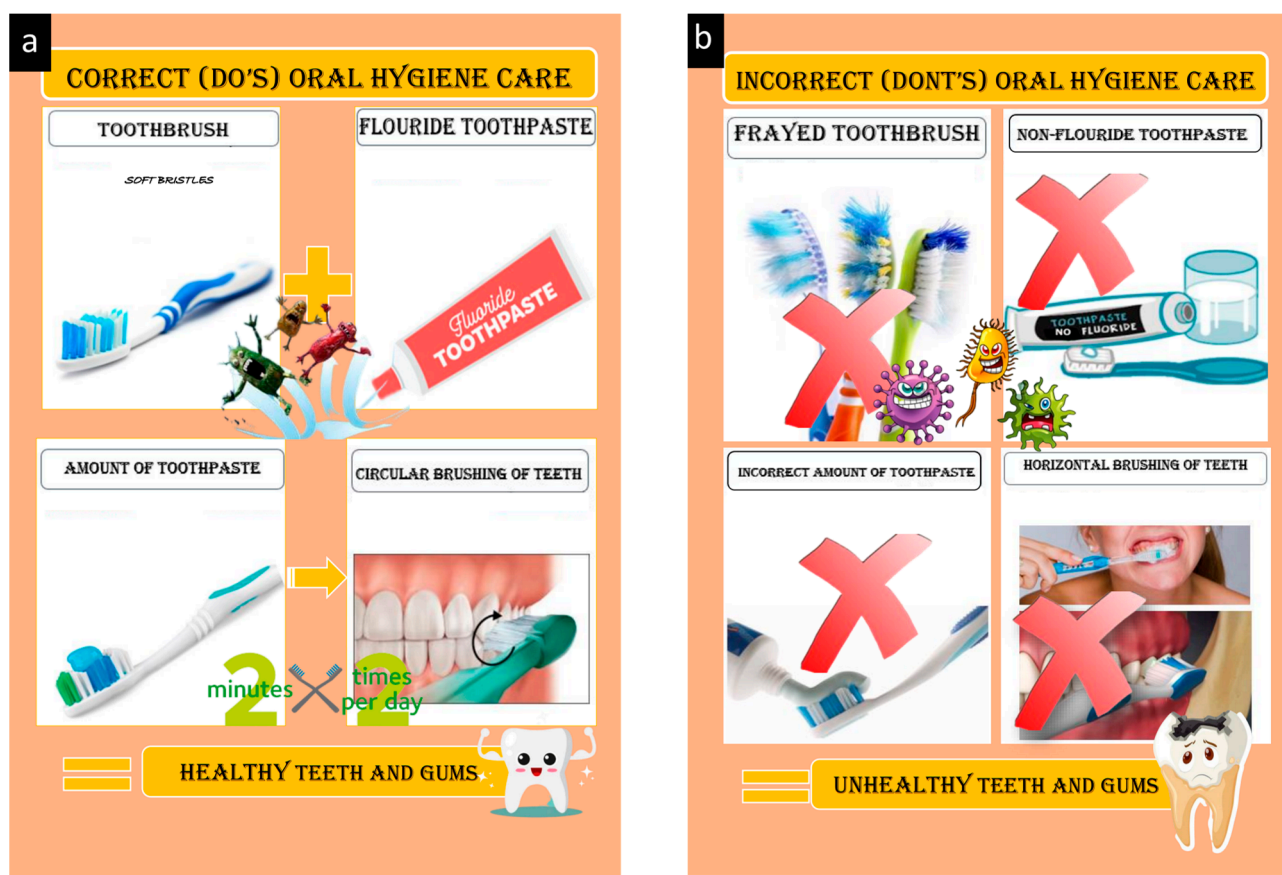 a
CORRECT (DO'S) ORAL HYGIENE CARE
TOOTHBRUSH
SOFT BRISTLES
FLOURIDE TOOTHPASTE
Fluoride
TOOTHPASTE
AMOUNT OF TOOTHPASTE
CIRCULAR BRUSHING OF TEETH
2 minutes
2 times
per day
HEALTHY TEETH AND GUMS
b
INCORRECT (DONT'S) ORAL HYGIENE CARE
FRAYED TOOTHBRUSH
NON-FLOURIDE TOOTHPASTE
TOOTHPASTE
NO FLUORIDE
INCORRECT AMOUNT OF TOOTHPASTE
HORIZONTAL BRUSHING OF TEETH
UNHEALTHY TEETH AND GUMS